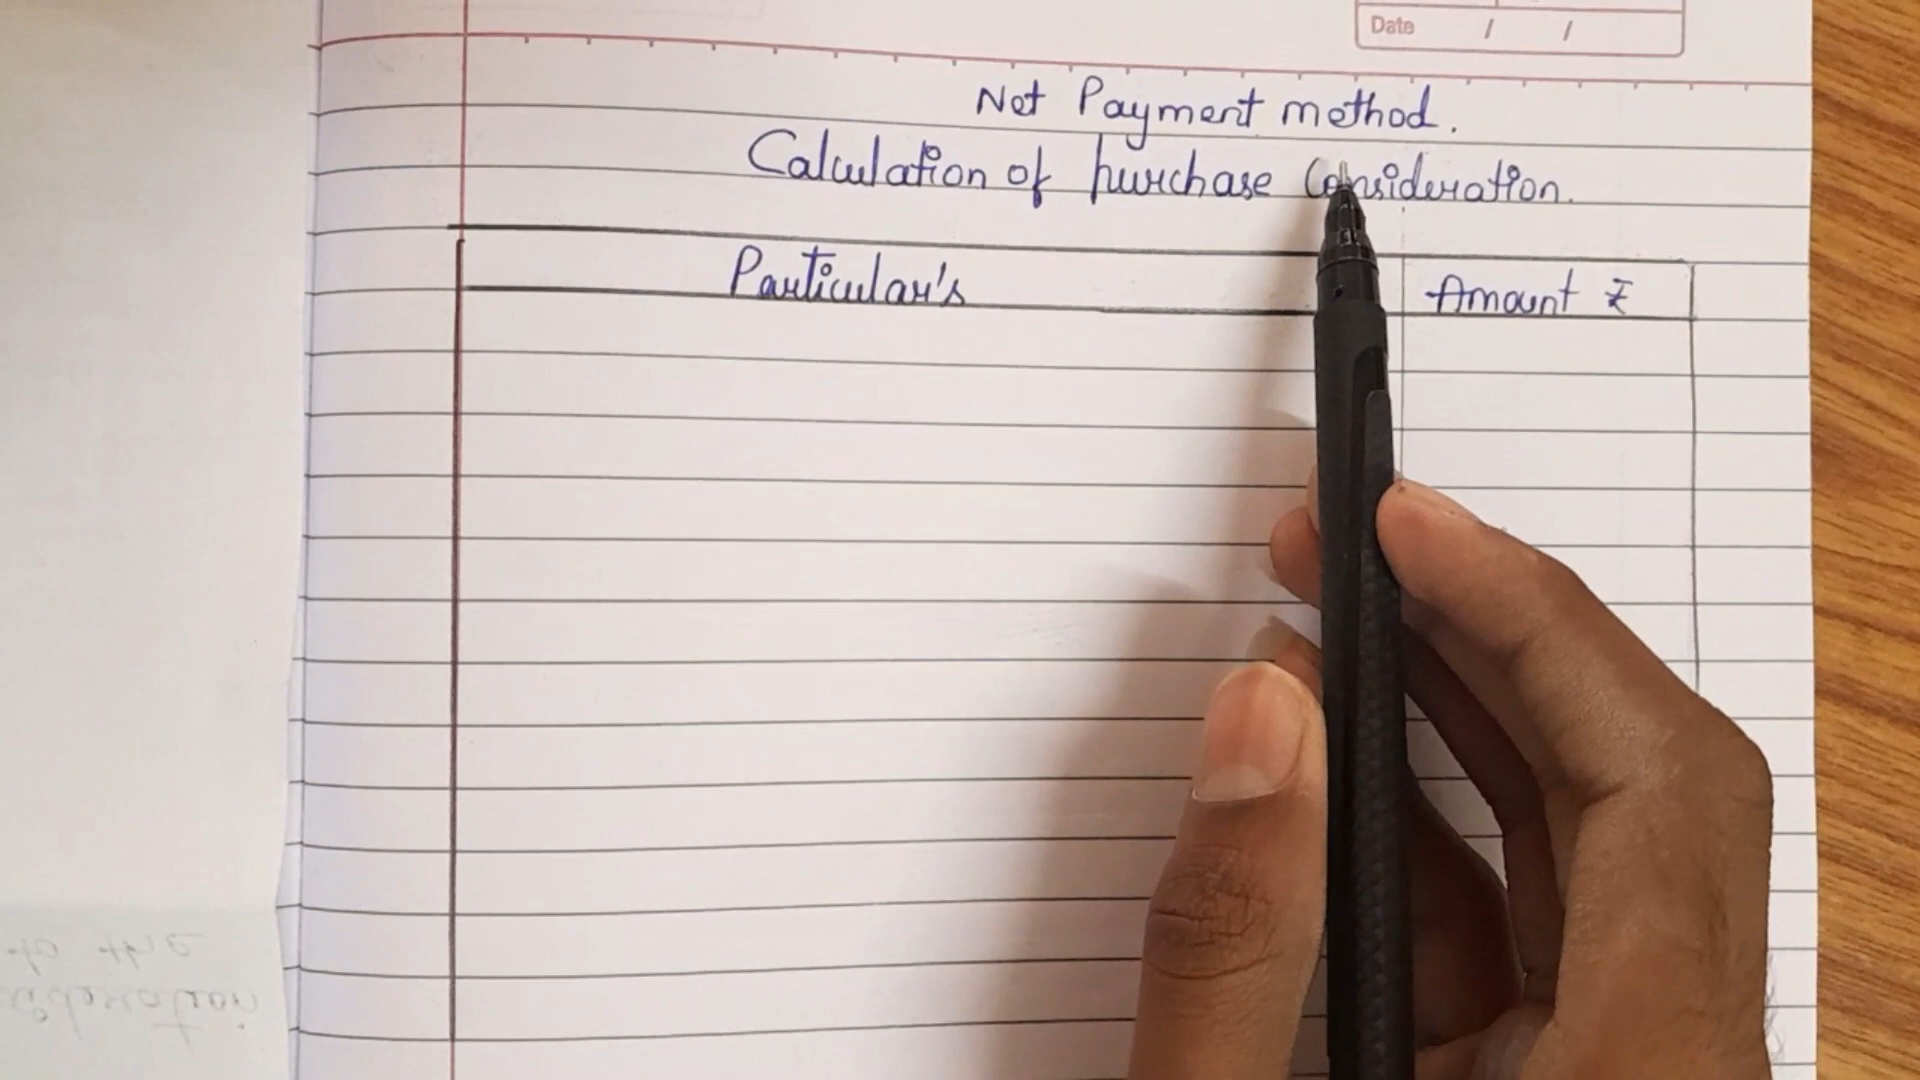 Date / /
Net Payment method.
Calculation of purchase Consideration.
Particular's Amount ₹